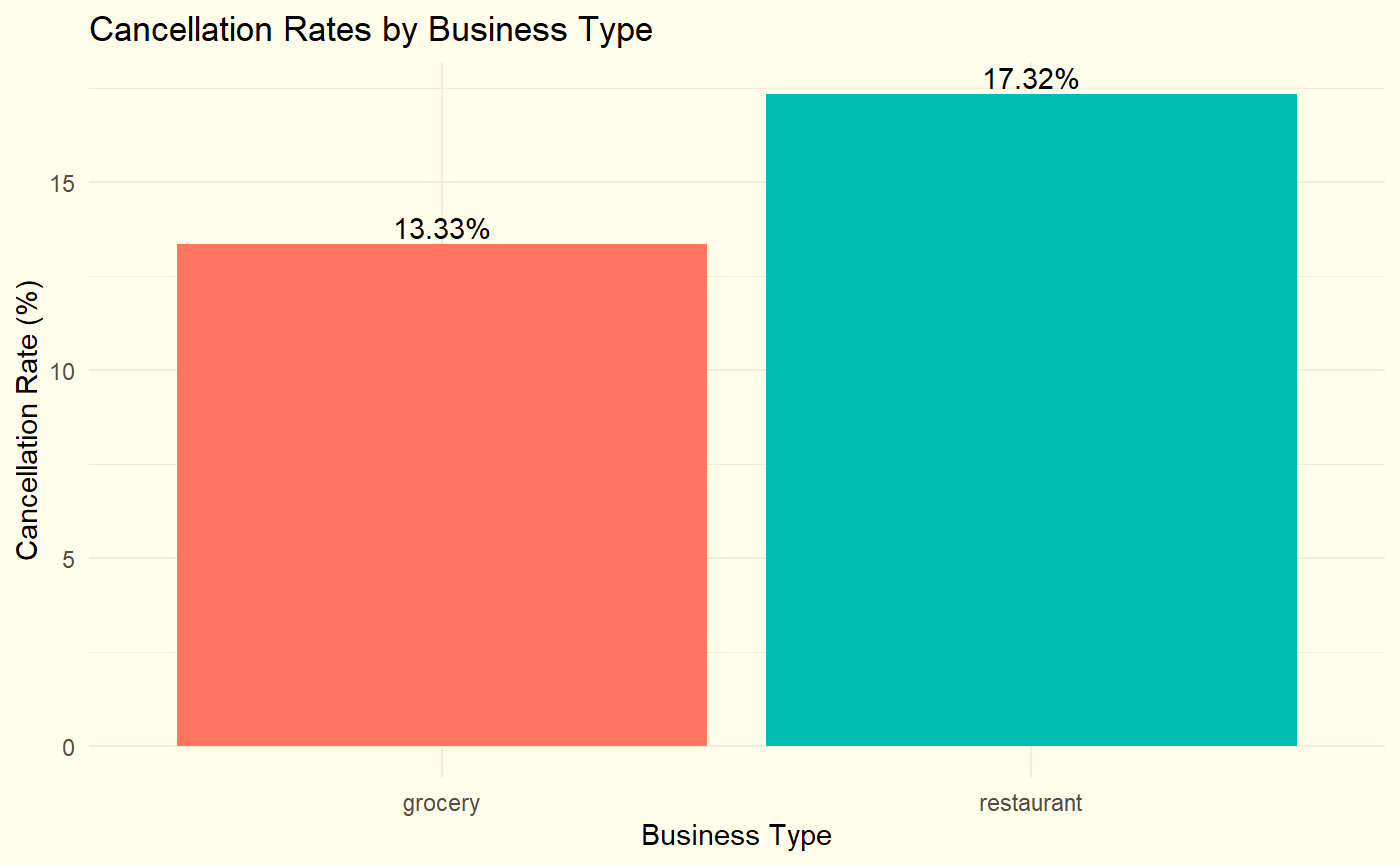 Cancellation Rates by Business Type
17.32%
13.33%
15
10
5
0
Cancellation Rate (%)
grocery
restaurant
Business Type